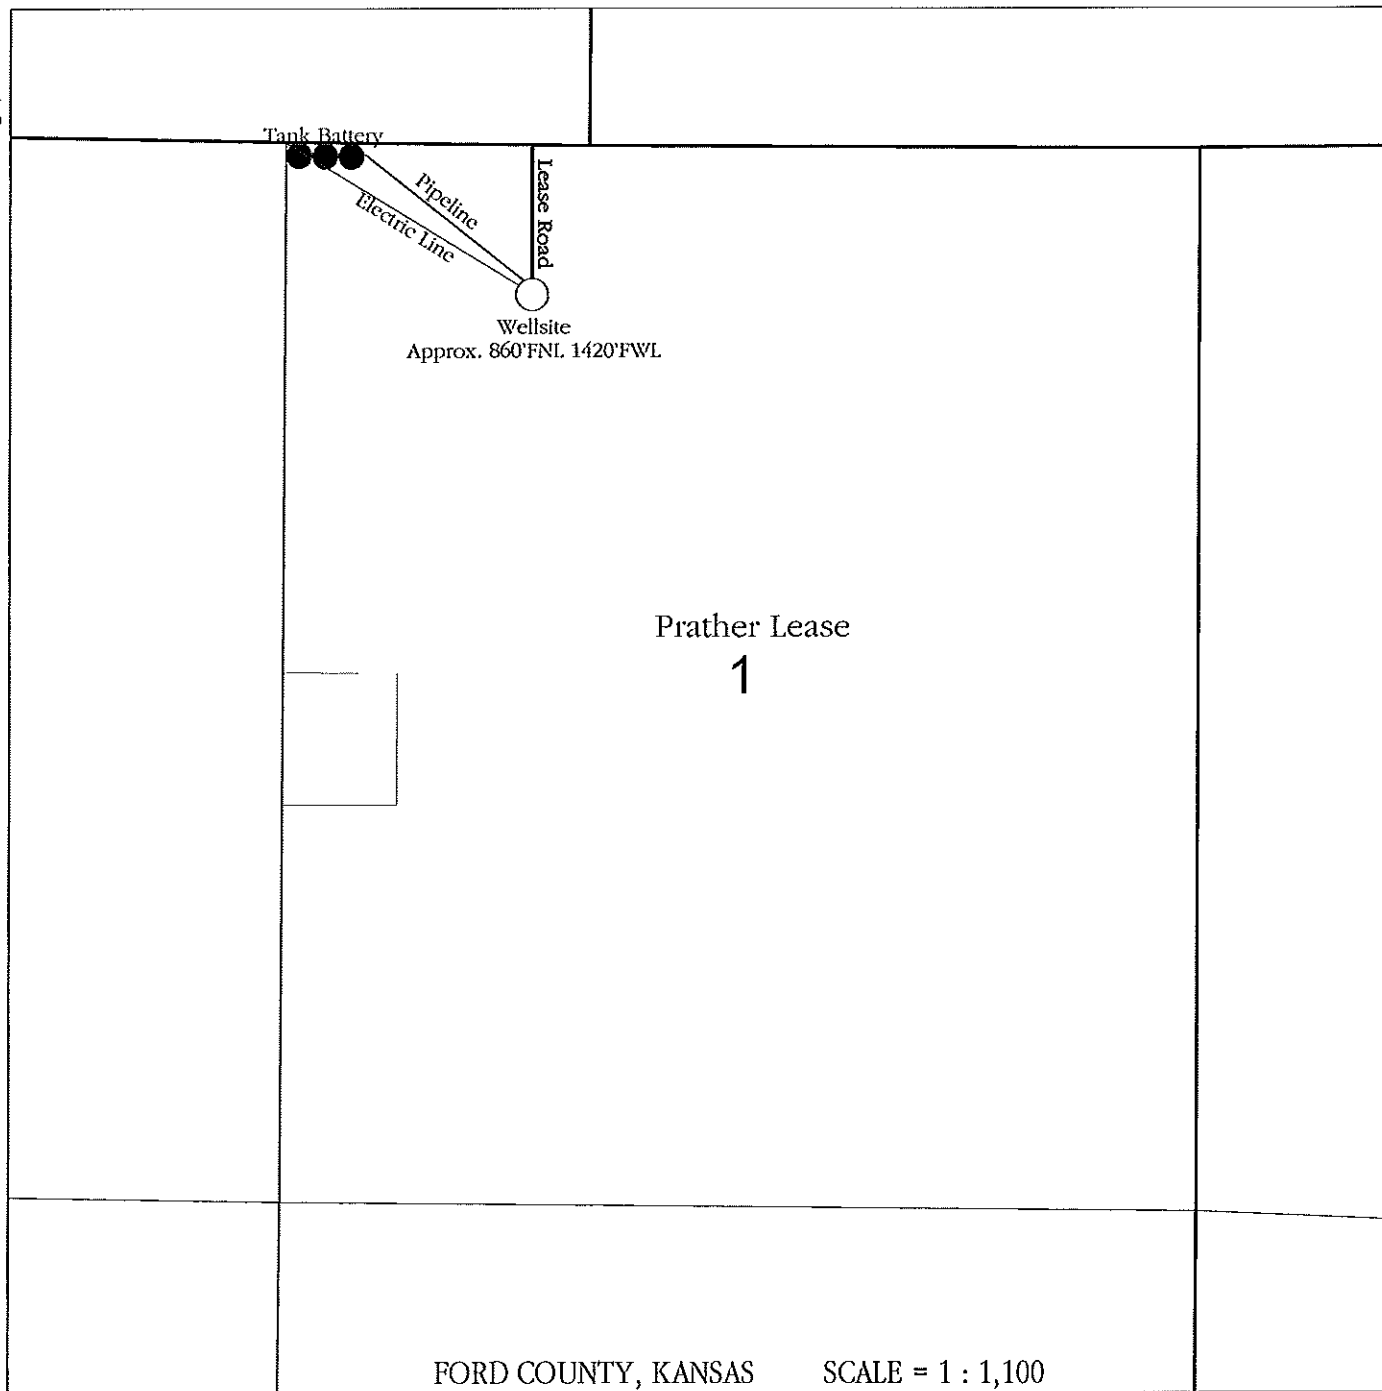 Tank Battery
Pipeline
Electric Line
Lease Road
Wellsite
Approx. 860'FNL 1420'FWL
Prather Lease
1
FORD COUNTY, KANSAS SCALE = 1 : 1,100